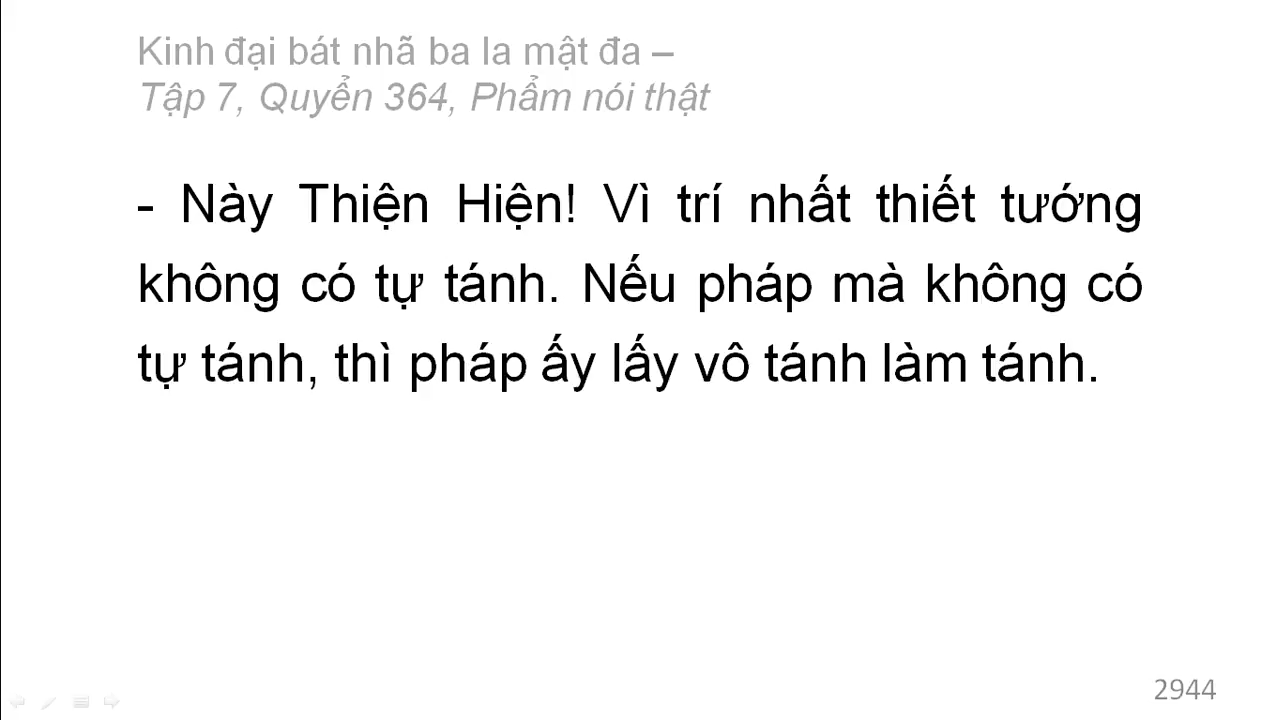 Kinh đại bát nhã ba la mật đa –
Tập 7, Quyển 364, Phẩm nói thật
- Này Thiện Hiện! Vì trí nhất thiết tướng
không có tự tánh. Nếu pháp mà không có
tự tánh, thì pháp ấy lấy vô tánh làm tánh.
2944